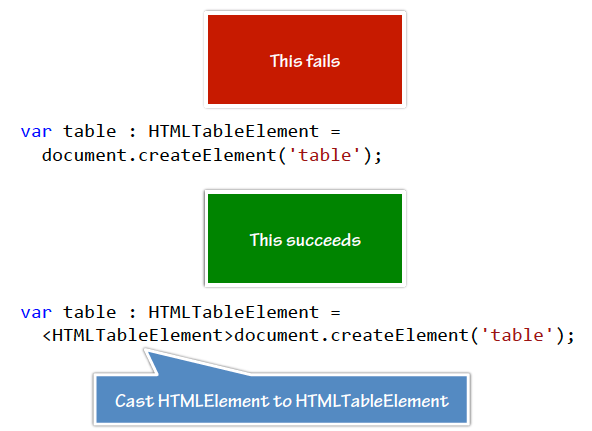 This fails
var table : HTMLTableElement =
document.createElement('table');
This succeeds
var table : HTMLTableElement =
<HTMLTableElement>document.createElement('table');
Cast HTMLElement to HTMLTableElement